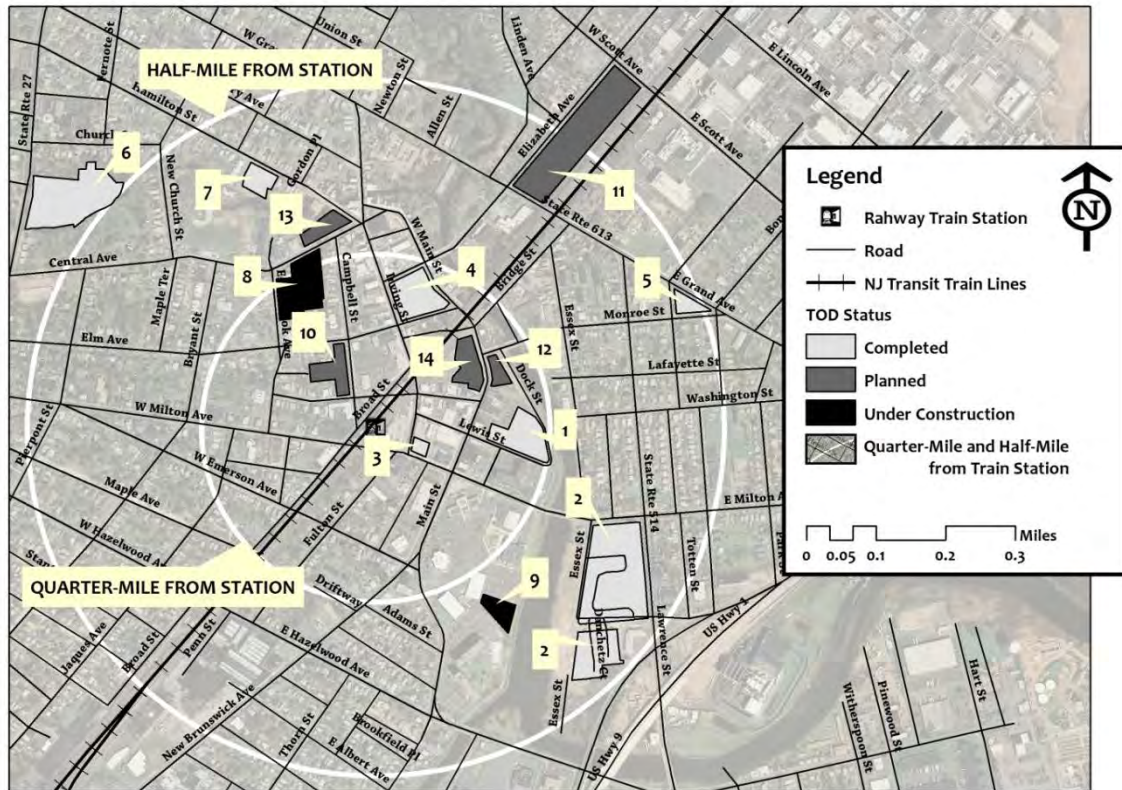 Union St
W Gra
Linden Ave
W Scott Ave
E Lincoln Ave
State Rte 27
HALF-MILE FROM STATION
Hamilton St
ry Ave
Newton St
Allen St
Elizabeth Ave
E Scott Ave
Church
6
New Church St
7
Gordon Pl
13
11
State Rte 613
W Main St
Bridge St
Central Ave
8
Campbell St
Irving St
4
Essex St
5
E Grand Ave
Monroe St
Maple Ter
Bryant St
Elm Ave
ok Ave
10
14
12
Dock St
Lafayette St
Washington St
Pierpont St
W Milton Ave
Broad St
3
Lewis St
1
W Emerson Ave
Maple Ave
Main St
2
State Rte 514
E Milton A
W Hazelwood Av
Fulton St
Essex St
Totten St
QUARTER-MILE FROM STATION
Driftway
Adams St
9
2
Lawrence St
US Hwy 1
Jaques Ave
Broad St
Penn St
E Hazelwood Ave
Essex St
New Brunswick Ave
Thorn St
Brookfield Pl
E Albert Ave
US Hwy 9
Witherspoon St
Pinewood St
Hart St
Legend
N
Rahway Train Station
Road
NJ Transit Train Lines
TOD Status
Completed
Planned
Under Construction
Quarter-Mile and Half-Mile
from Train Station
Miles
0 0.05 0.1 0.2 0.3